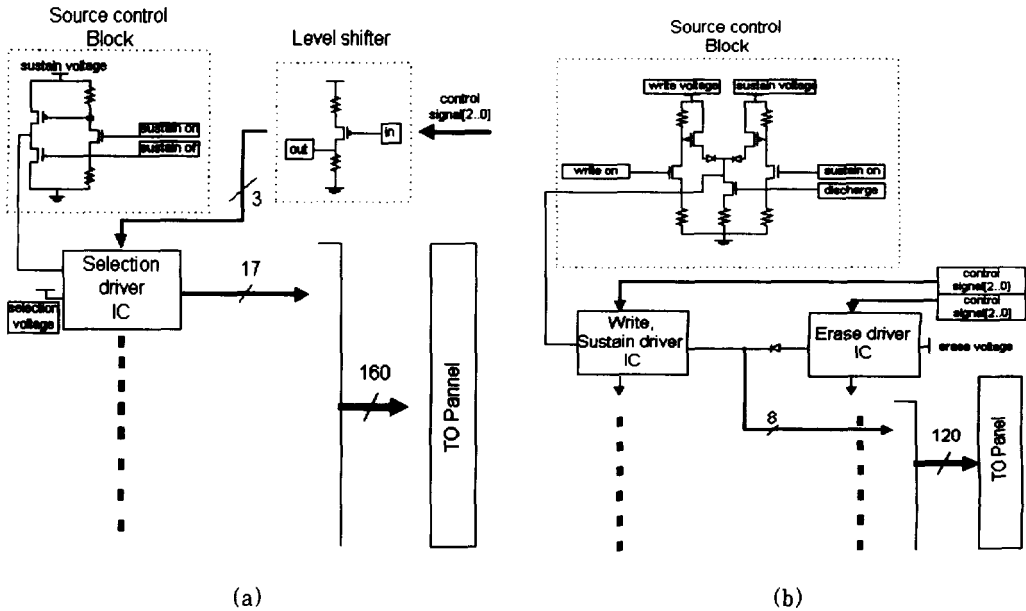 Source control
Block
sustain voltage
sustain on
sustain of
Level shifter
in
out
control
signal[2..0]
3
Selection
driver
IC
selection
voltage
17
160
TO Pannel
(a)
Source control
Block
write voltage
sustain voltage
write on
sustain on
discharge
control
signal[2..0]
control
signal[2..0]
Write,
Sustain driver
IC
Erase driver
IC
erase voltage
8
120
TO Panel
(b)